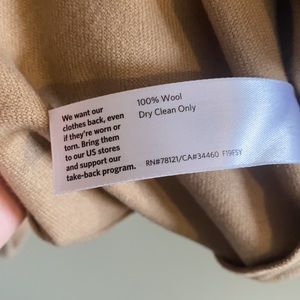 We want our
clothes back, even
if they're worn or
torn. Bring them
to our US stores
and support our
take-back program.
100% Wool
Dry Clean Only
RN#78121/CA#34460 F19FSY